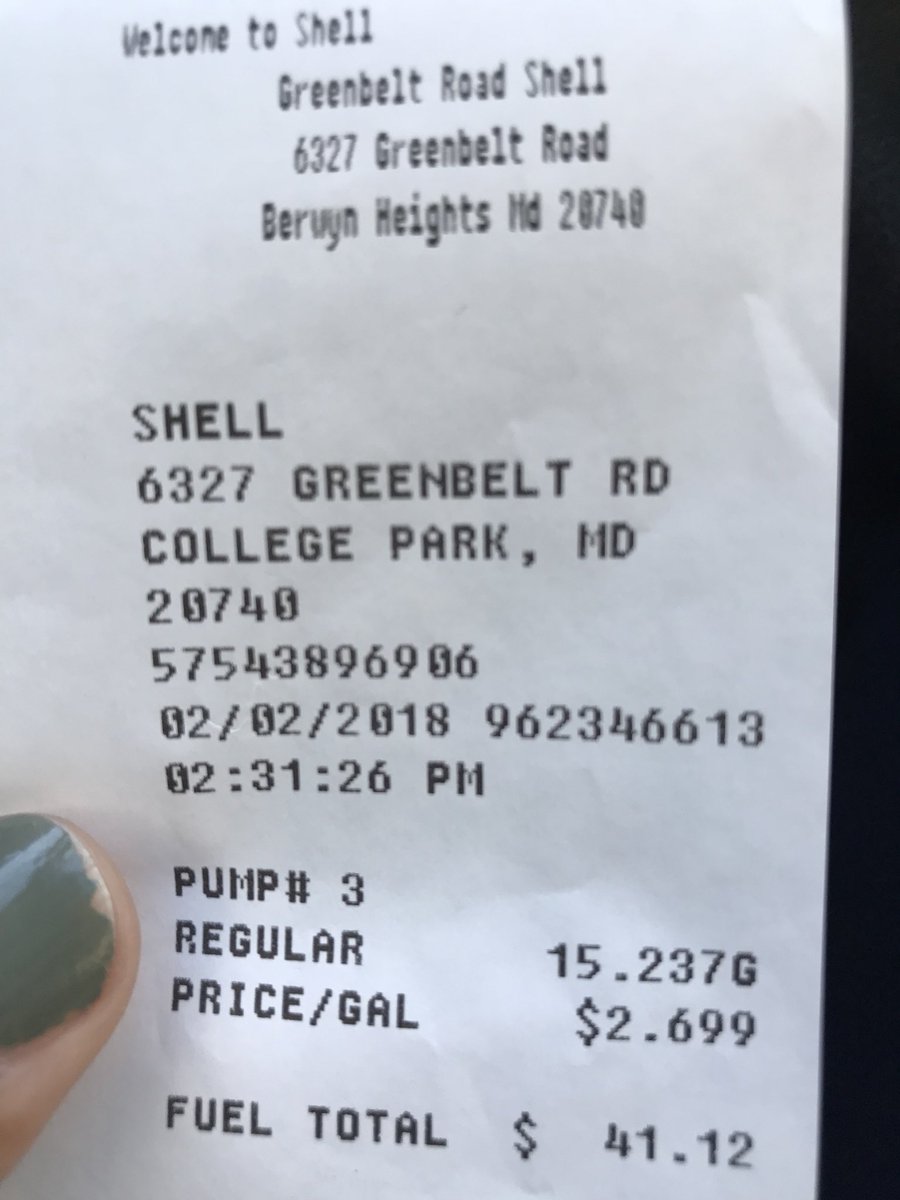 Welcome to Shell
Greenbelt Road Shell
6327 Greenbelt Road
Berwyn Heights Md 20740
SHELL
6327 GREENBELT RD
COLLEGE PARK, MD
20740
57543896906
02/02/2018 962346613
02:31:26 PM
PUMP# 3
REGULAR 15.237G
PRICE/GAL $2.699
FUEL TOTAL $ 41.12